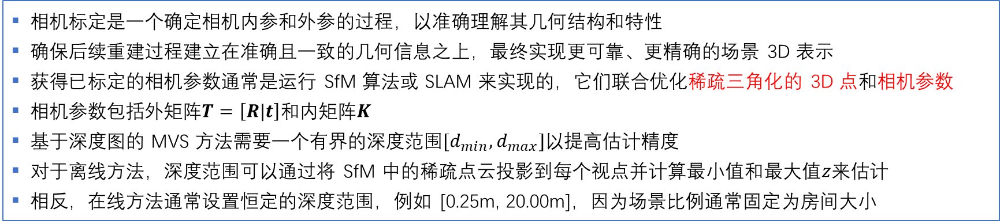 ▪ 相机标定是一个确定相机内参和外参的过程，以准确理解其几何结构和特性
▪ 确保后续重建过程建立在准确且一致的几何信息之上，最终实现更可靠、更精确的场景 3D 表示
▪ 获得已标定的相机参数通常是运行 SfM 算法或 SLAM 来实现的，它们联合优化稀疏三角化的 3D 点和相机参数
▪ 相机参数包括外矩阵T = [R|t]和内矩阵K
▪ 基于深度图的 MVS 方法需要一个有界的深度范围[d_min, d_max]以提高估计精度
▪ 对于离线方法，深度范围可以通过将 SfM 中的稀疏点云投影到每个视点并计算最小值和最大值z来估计
▪ 相反，在线方法通常设置恒定的深度范围，例如 [0.25m, 20.00m]，因为场景比例通常固定为房间大小